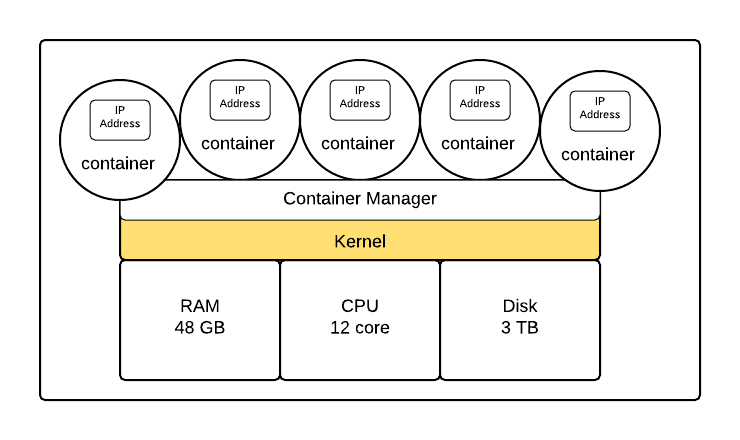 IP
Address
container
IP
Address
container
IP
Address
container
IP
Address
container
IP
Address
container
Container Manager
Kernel
RAM
48 GB
CPU
12 core
Disk
3 TB